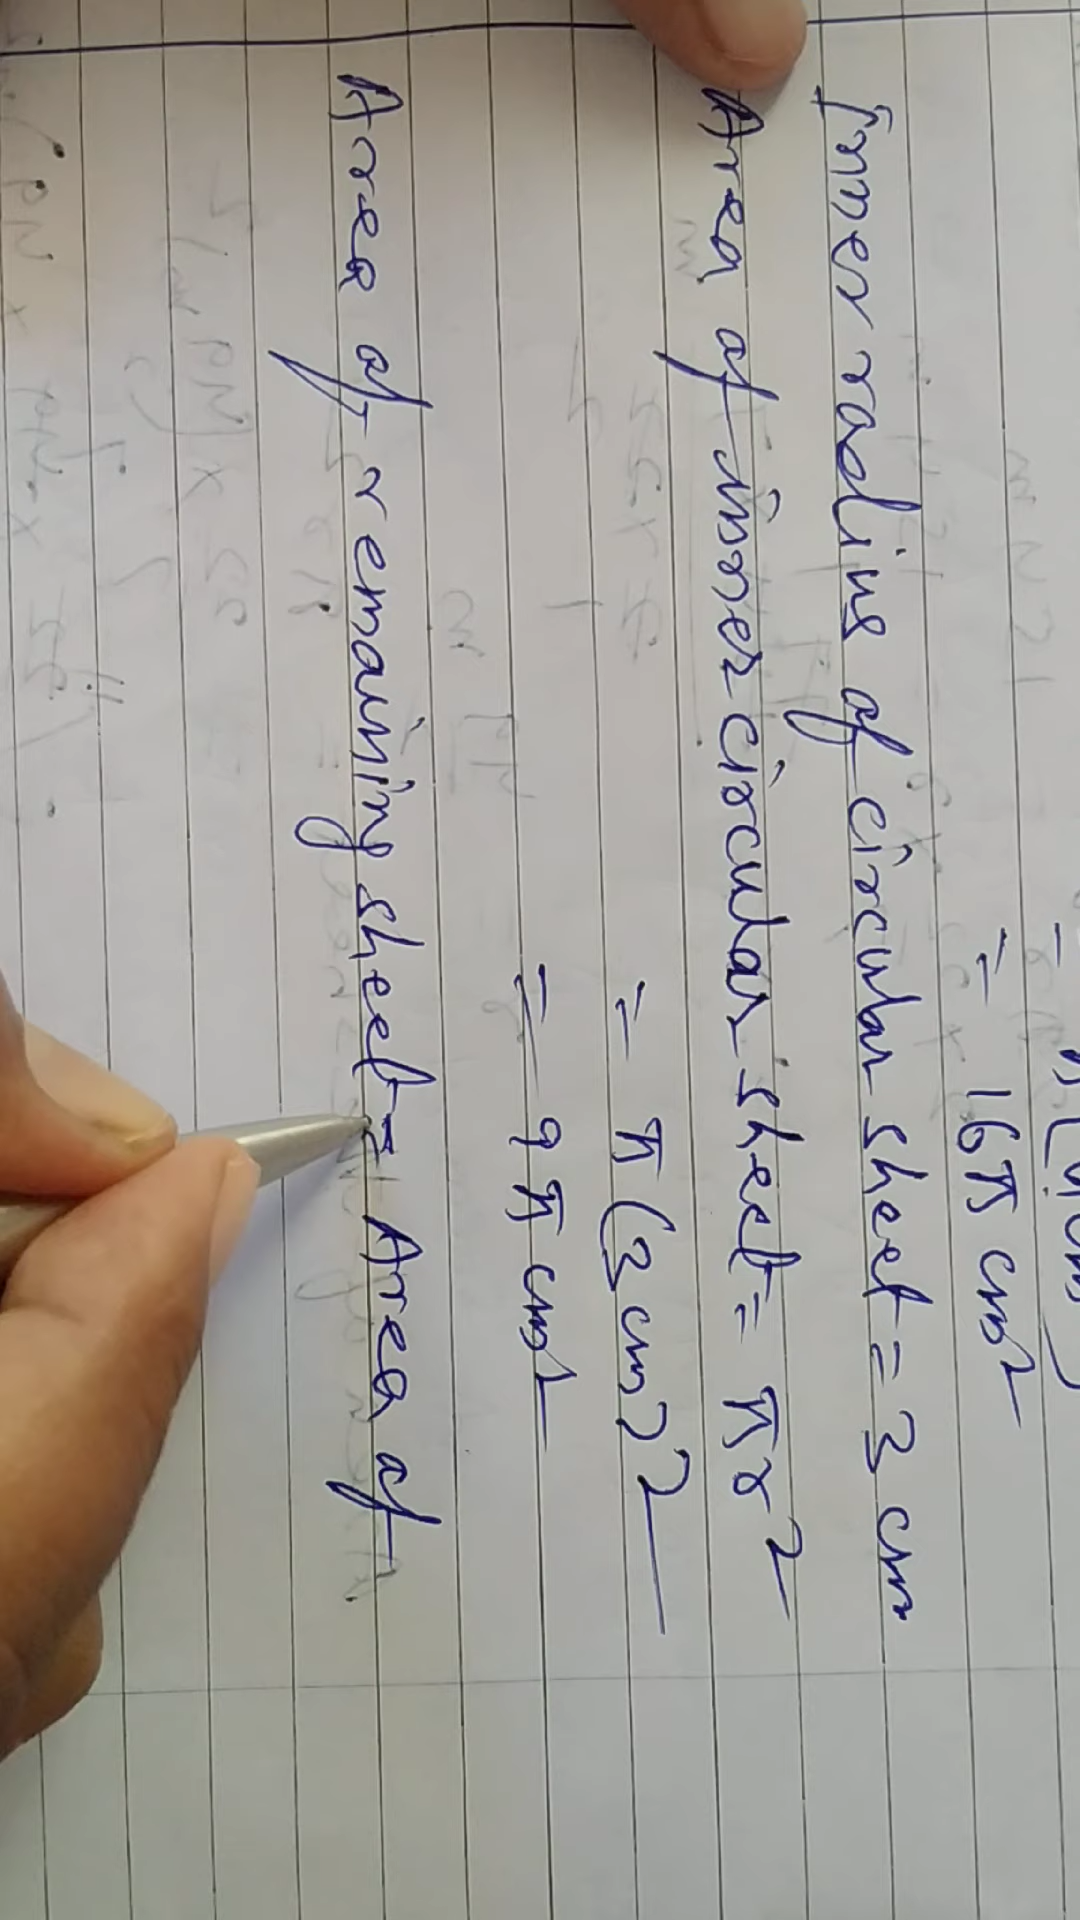 = π(4cm)
= 16π cm²
Inner radius of circular sheet = 3 cm
Area of inner circular sheet = πr²
= π(3 cm)²
= 9π cm²
Area of remaining sheet = Area of